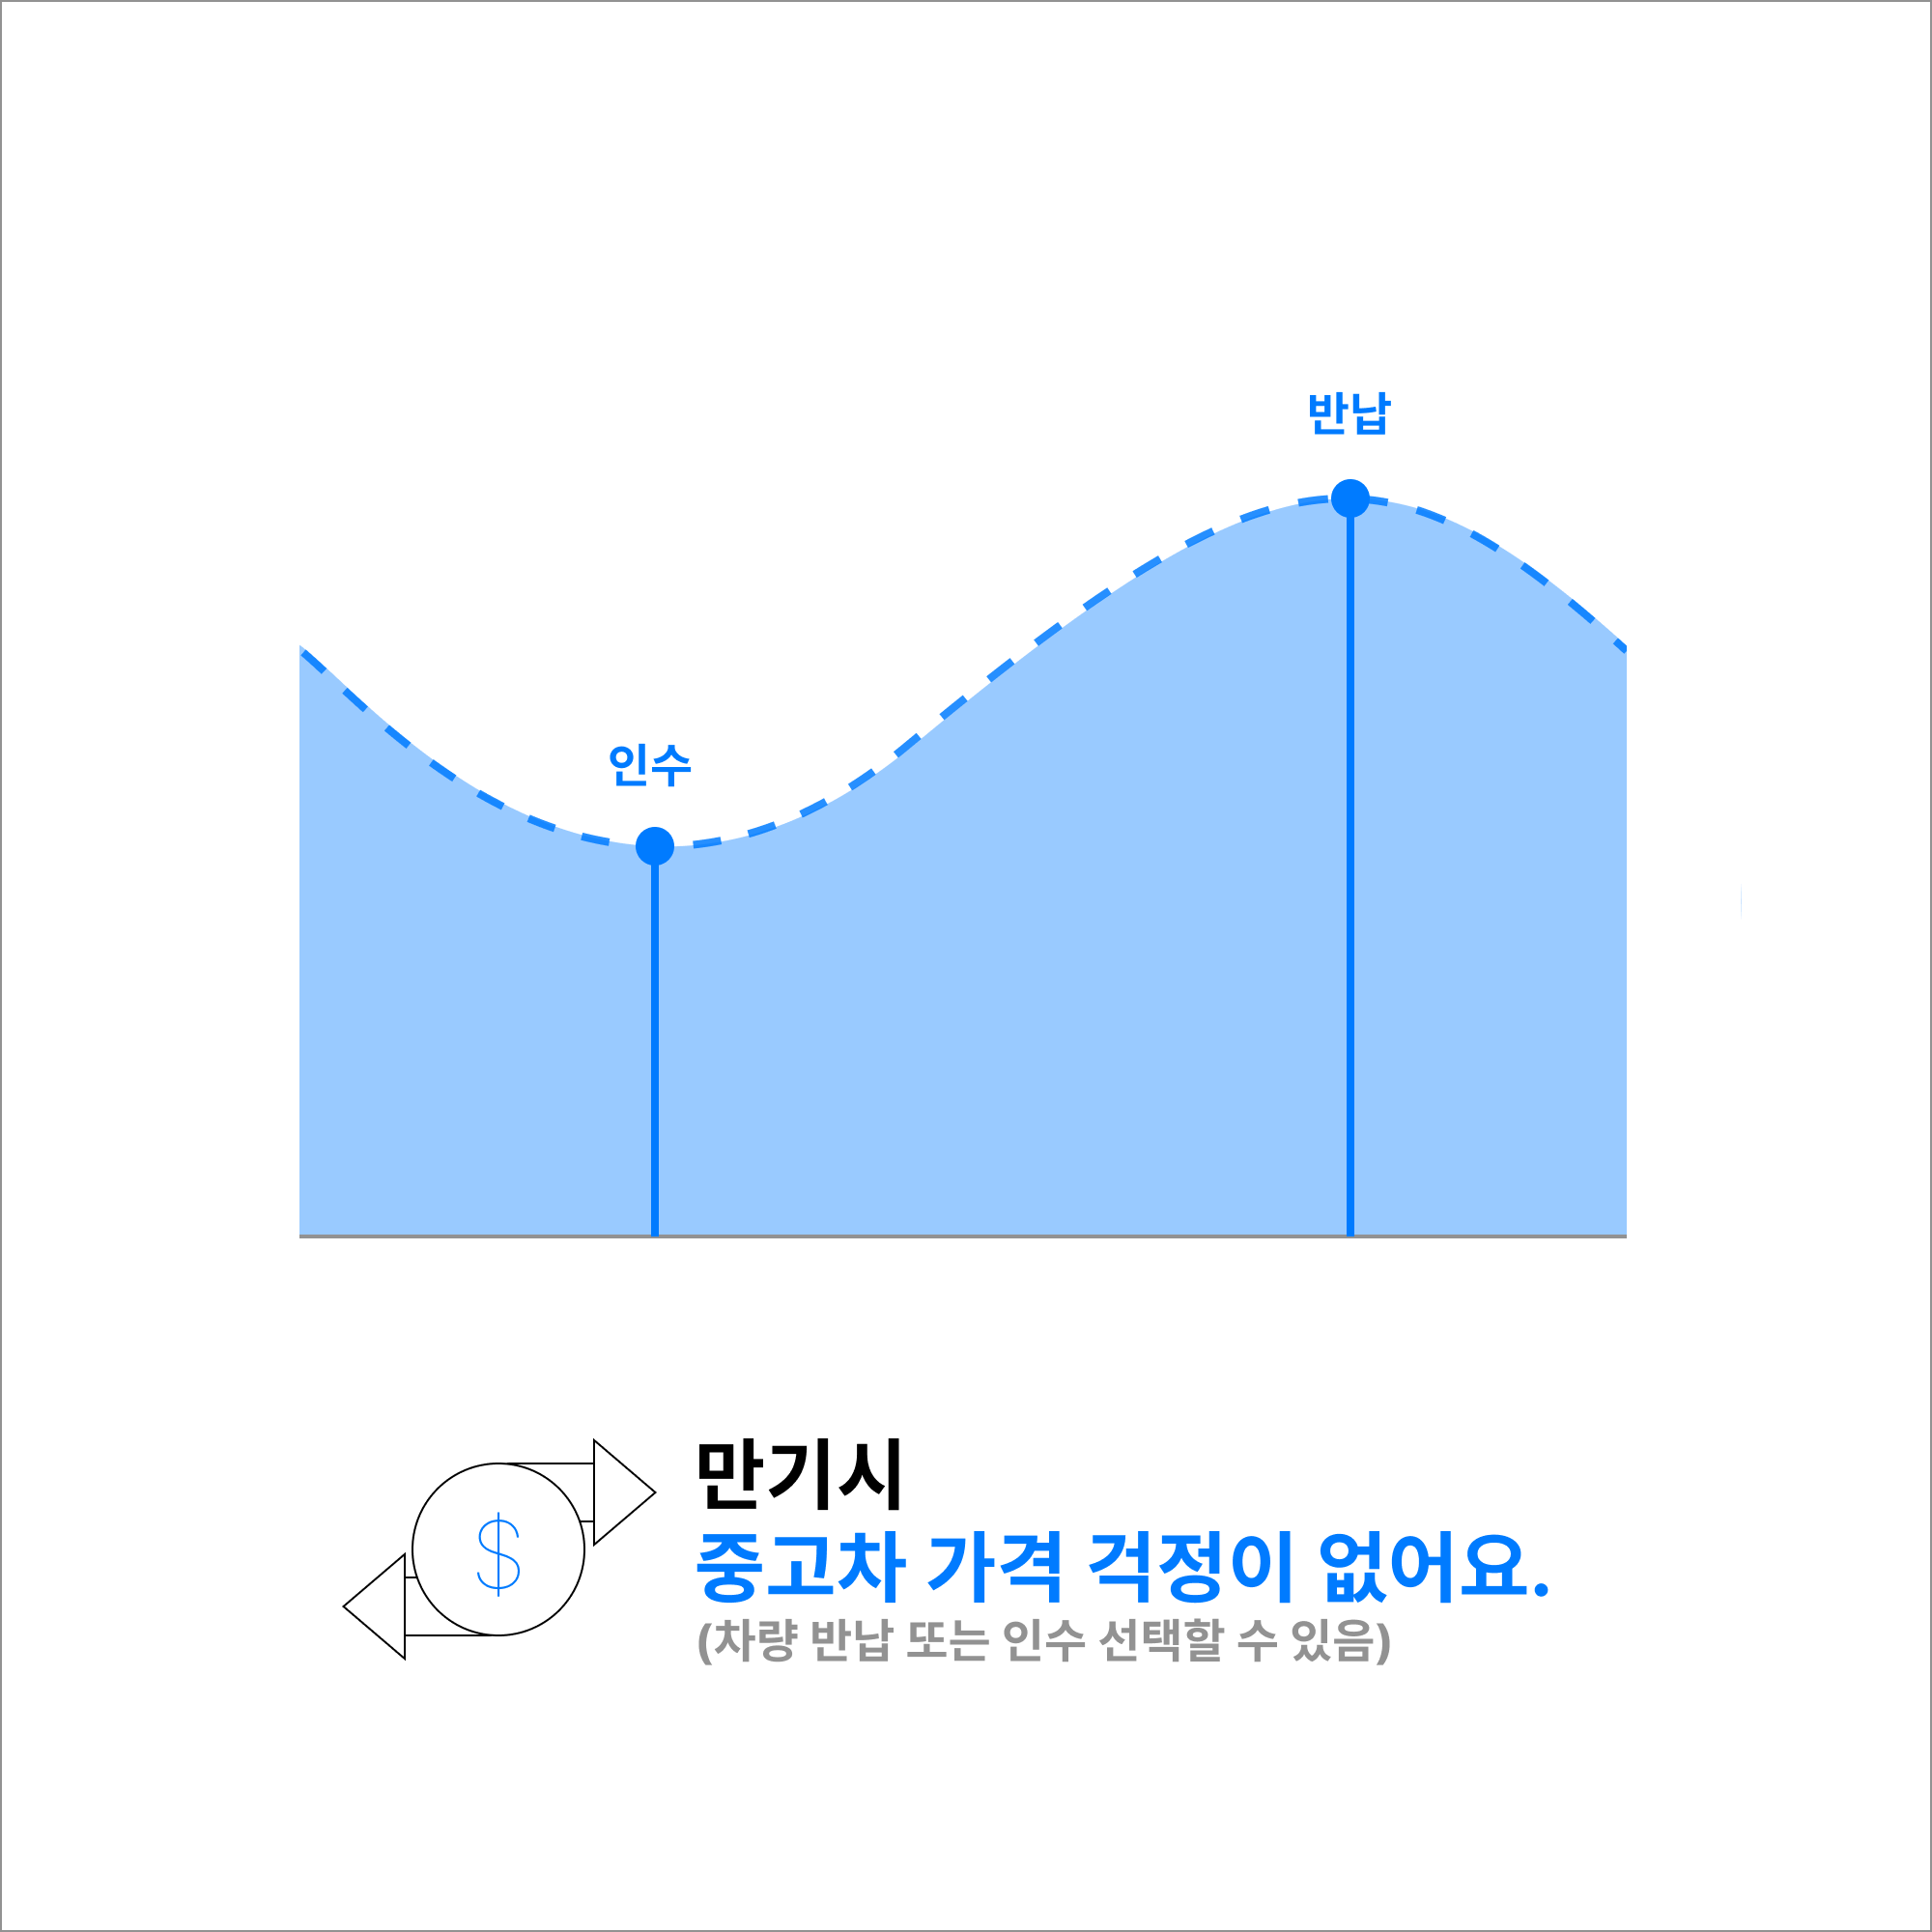 반납
인수
만기시
중고차 가격 걱정이 없어요.
(차량 반납 또는 인수 선택할 수 있음)
$